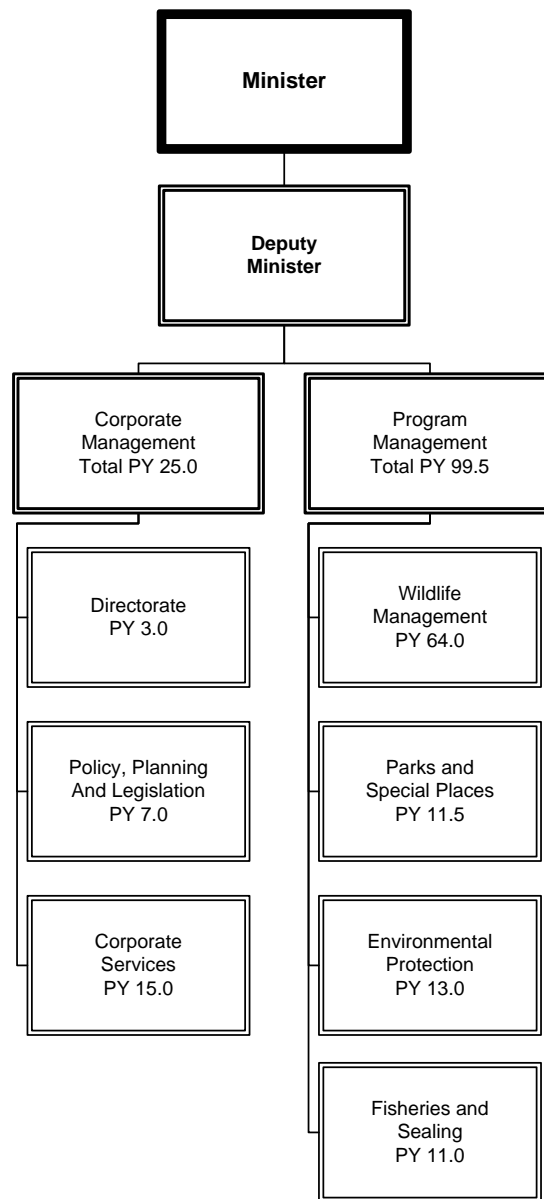 Minister
Deputy
Minister
Corporate
Management
Total PY 25.0
Program
Management
Total PY 99.5
Directorate
PY 3.0
Wildlife
Management
PY 64.0
Policy, Planning
And Legislation
PY 7.0
Parks and
Special Places
PY 11.5
Corporate
Services
PY 15.0
Environmental
Protection
PY 13.0
Fisheries and
Sealing
PY 11.0